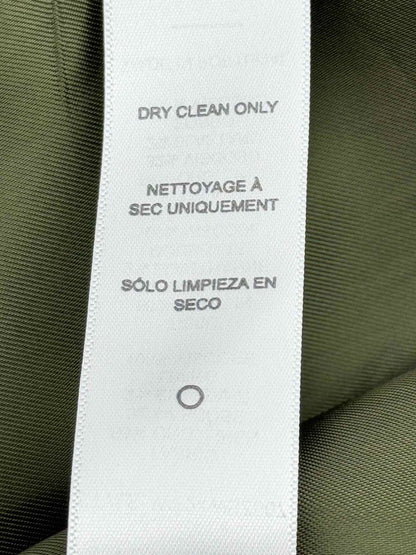 DRY CLEAN ONLY
NETTOYAGE À
SEC UNIQUEMENT
SÓLO LIMPIEZA EN
SECO